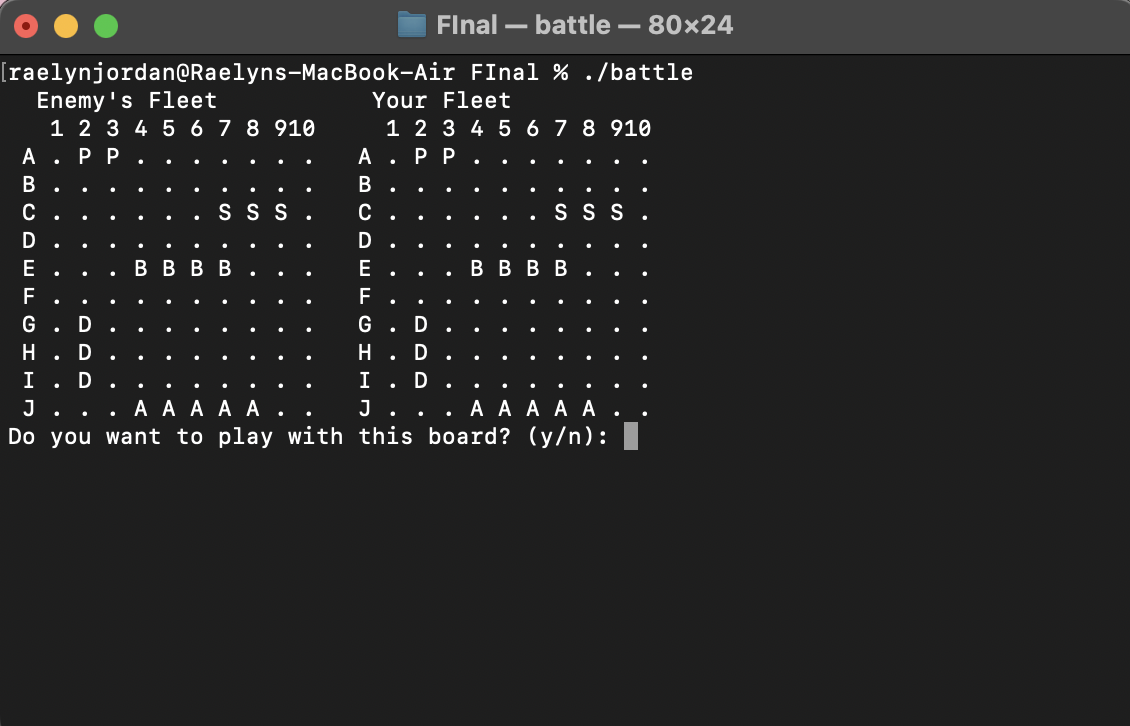 FInal — battle — 80×24
[raelynjordan@Raelyns-MacBook-Air FInal % ./battle
  Enemy's Fleet           Your Fleet
   1 2 3 4 5 6 7 8 910     1 2 3 4 5 6 7 8 910
 A . P P . . . . . . .   A . P P . . . . . . .
 B . . . . . . . . . .   B . . . . . . . . . .
 C . . . . . . S S S .   C . . . . . . S S S .
 D . . . . . . . . . .   D . . . . . . . . . .
 E . . . B B B B . . .   E . . . B B B B . . .
 F . . . . . . . . . .   F . . . . . . . . . .
 G . D . . . . . . . .   G . D . . . . . . . .
 H . D . . . . . . . .   H . D . . . . . . . .
 I . D . . . . . . . .   I . D . . . . . . . .
 J . . . A A A A A . .   J . . . A A A A A . .
Do you want to play with this board? (y/n):